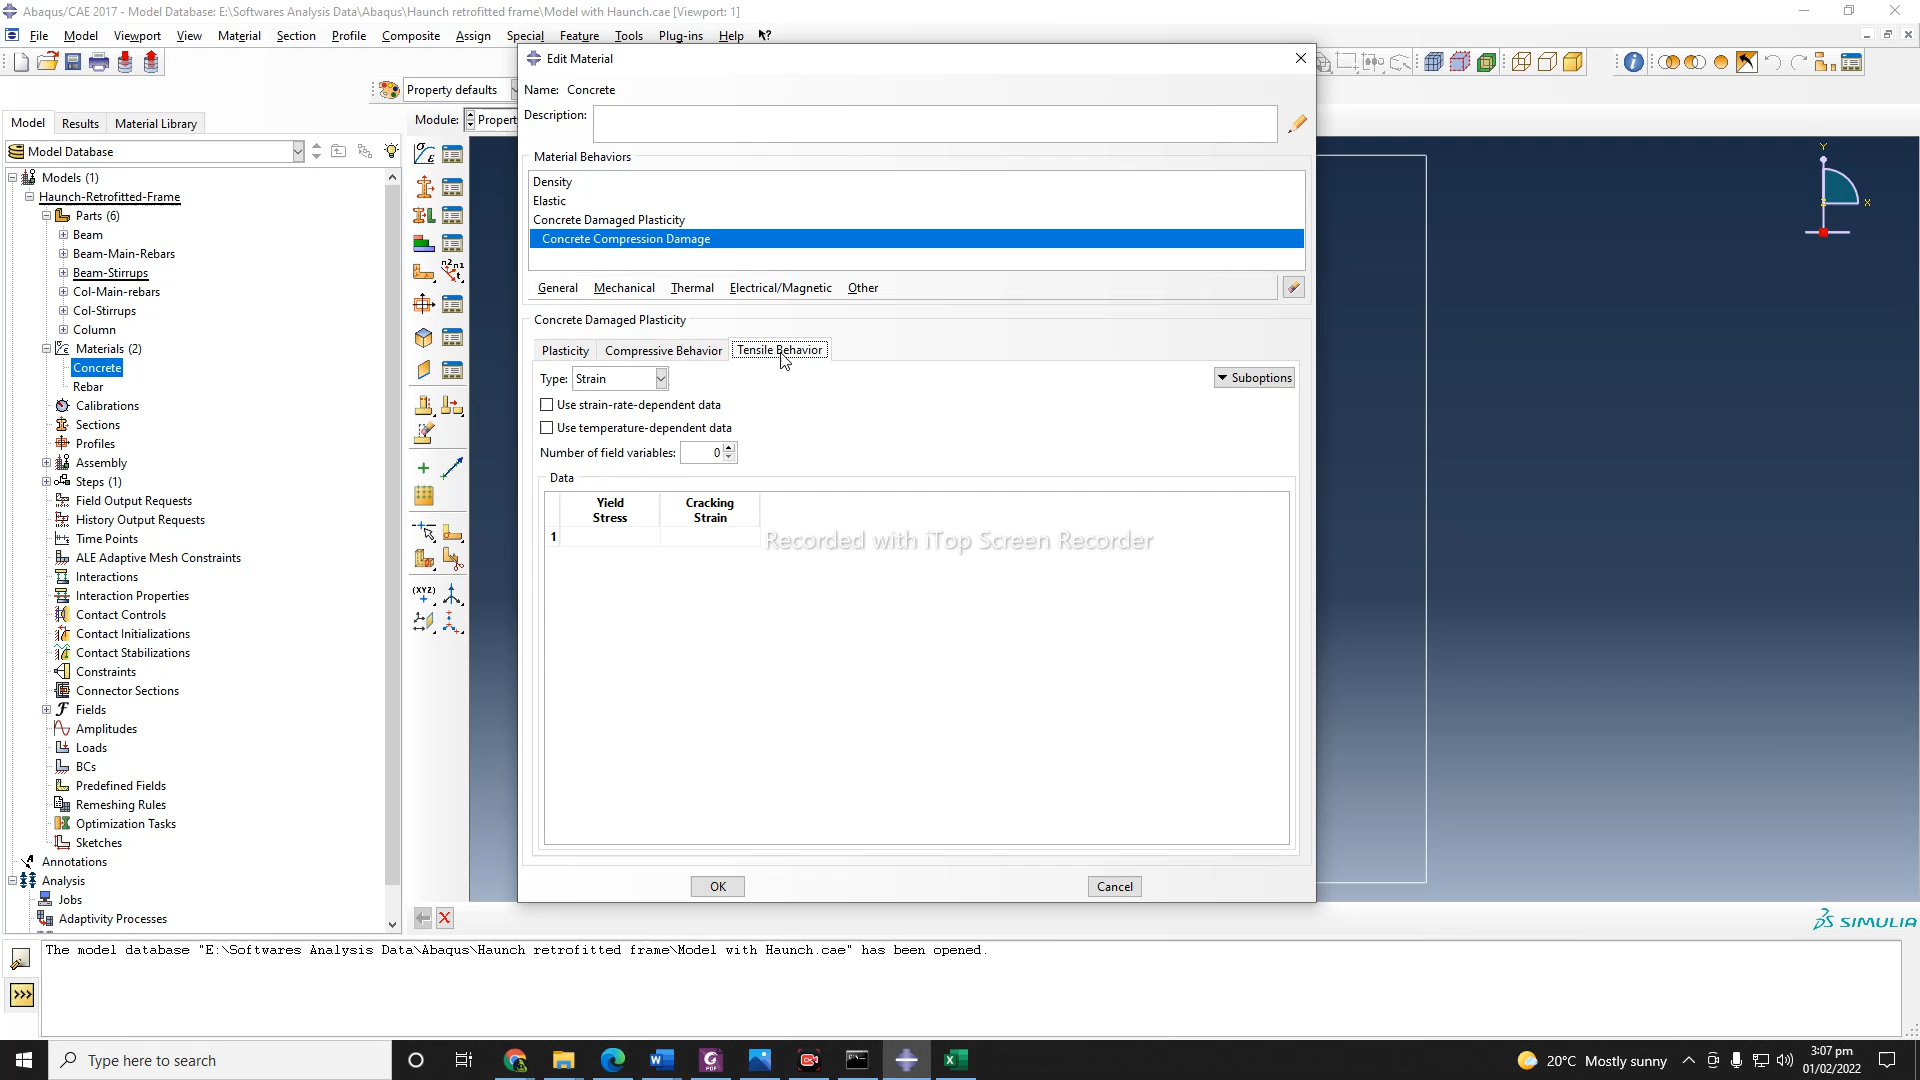 Abaqus/CAE 2017 - Model Database: E:\Softwares Analysis Data\Abaqus\Haunch retrofitted frame\Model with Haunch.cae [Viewport: 1]
File Model Viewport View Material Section Profile Composite Assign Special Feature Tools Plug-ins Help
Property defaults
Model Results Material Library
Module: Propert
Model Database
Models (1)
Haunch-Retrofitted-Frame
Parts (6)
Beam
Beam-Main-Rebars
Beam-Stirrups
Col-Main-rebars
Col-Stirrups
Column
Materials (2)
Concrete
Rebar
Calibrations
Sections
Profiles
Assembly
Steps (1)
Field Output Requests
History Output Requests
Time Points
ALE Adaptive Mesh Constraints
Interactions
Interaction Properties
Contact Controls
Contact Initializations
Contact Stabilizations
Constraints
Connector Sections
Fields
Amplitudes
Loads
BCs
Predefined Fields
Remeshing Rules
Optimization Tasks
Sketches
Annotations
Analysis
Jobs
Adaptivity Processes
Edit Material
Name: Concrete
Description:
Material Behaviors
Density
Elastic
Concrete Damaged Plasticity
Concrete Compression Damage
General Mechanical Thermal Electrical/Magnetic Other
Concrete Damaged Plasticity
Plasticity Compressive Behavior Tensile Behavior
Type: Strain
Suboptions
Use strain-rate-dependent data
Use temperature-dependent data
Number of field variables: 0
Data
Yield Stress
Cracking Strain
1
Recorded with iTop Screen Recorder
OK Cancel
Y
X
SIMULIA
The model database "E:\Softwares Analysis Data\Abaqus\Haunch retrofitted frame\Model with Haunch.cae" has been opened.
>>>
Type here to search
20°C Mostly sunny
3:07 pm
01/02/2022